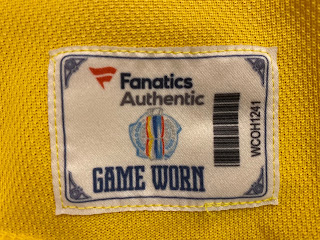 Fanatics
Authentic
WCOH1241
GAME WORN